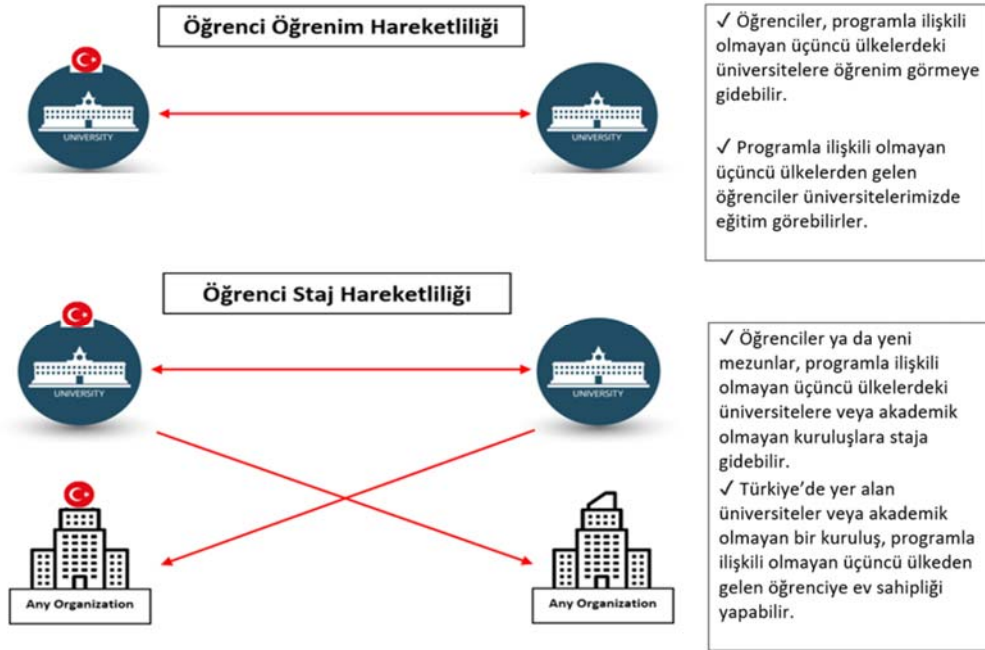 Öğrenci Öğrenim Hareketliliği
UNIVERSITY
UNIVERSITY
✓ Öğrenciler, programla ilişkili
olmayan üçüncü ülkelerdeki
üniversitelere öğrenim görmeye
gidebilir.
✓ Programla ilişkili olmayan
üçüncü ülkelerden gelen
öğrenciler üniversitelerimizde
eğitim görebilirler.
Öğrenci Staj Hareketliliği
UNIVERSITY
UNIVERSITY
Any Organization
Any Organization
✓ Öğrenciler ya da yeni
mezunlar, programla ilişkili
olmayan üçüncü ülkelerdeki
üniversitelere veya akademik
olmayan kuruluşlara staja
gidebilir.
✓ Türkiye’de yer alan
üniversiteler veya akademik
olmayan bir kuruluş, programla
ilişkili olmayan üçüncü ülkeden
gelen öğrenciye ev sahipliği
yapabilir.